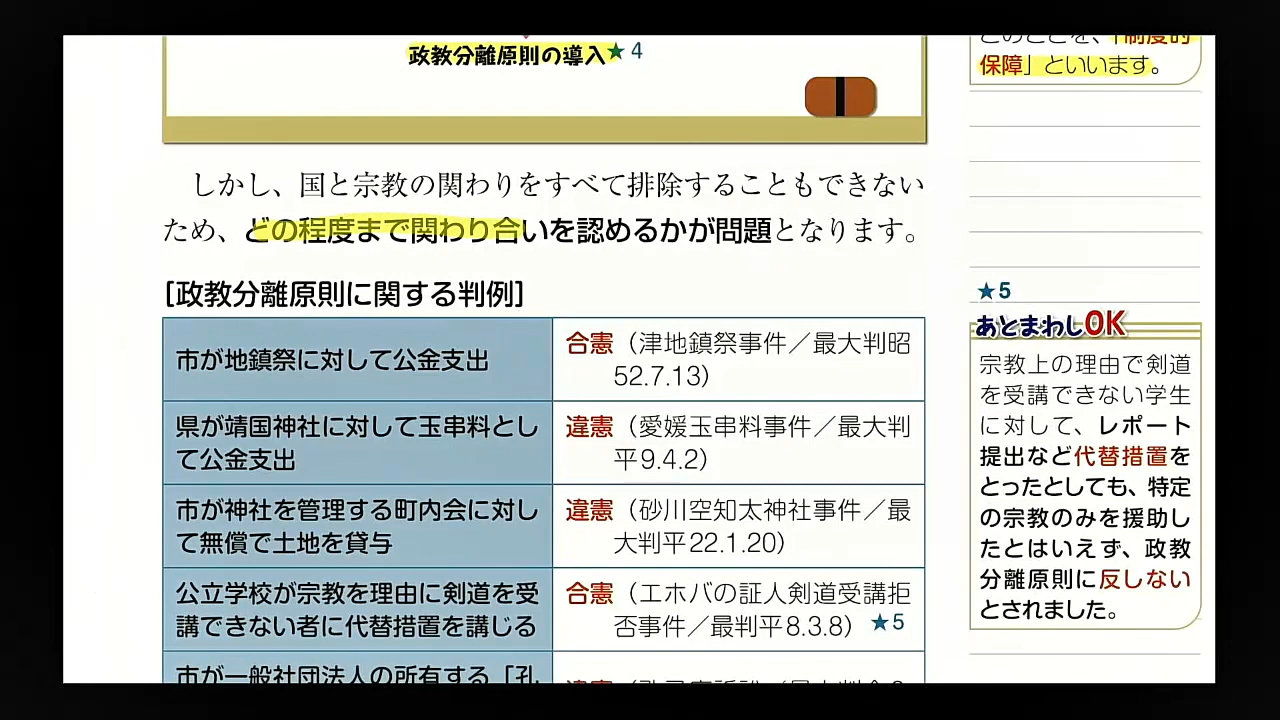 政教分離原則の導入★4
保障」といいます。
しかし、国と宗教の関わりをすべて排除することもできない
ため、どの程度まで関わり合いを認めるかが問題となります。
[政教分離原則に関する判例]
市が地鎮祭に対して公金支出
合憲（津地鎮祭事件／最大判昭
52.7.13）
県が靖国神社に対して玉串料とし
て公金支出
違憲（愛媛玉串料事件／最大判
平9.4.2）
市が神社を管理する町内会に対し
て無償で土地を貸与
違憲（砂川空知太神社事件／最
大判平22.1.20）
公立学校が宗教を理由に剣道を受
講できない者に代替措置を講じる
合憲（エホバの証人剣道受講拒
否事件／最判平8.3.8）★5
市が一般社団法人の所有する「孔
★5
あとまわしOK
宗教上の理由で剣道
を受講できない学生
に対して、レポート
提出など代替措置を
とったとしても、特定
の宗教のみを援助し
たとはいえず、政教
分離原則に反しない
とされました。